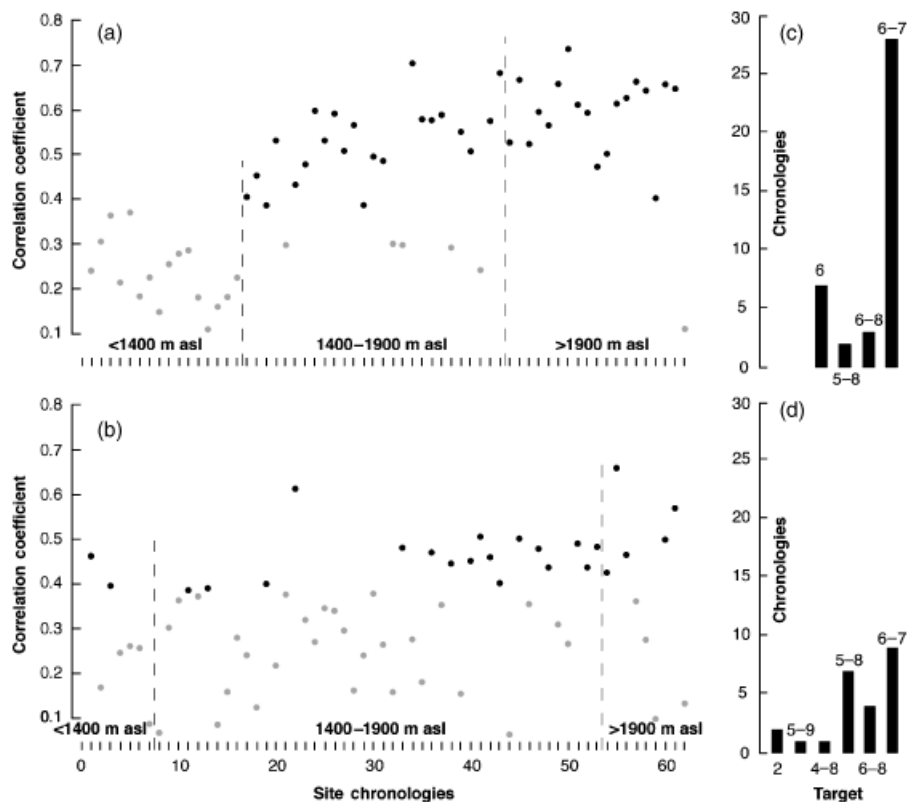 (a)
Correlation coefficient
0.8
0.7
0.6
0.5
0.4
0.3
0.2
0.1
<1400 m asl
1400–1900 m asl
>1900 m asl
(c)
Chronologies
30
25
20
15
10
5
0
6
5–8
6–8
6–7
(b)
Correlation coefficient
0.8
0.7
0.6
0.5
0.4
0.3
0.2
0.1
<1400 m asl
1400–1900 m asl
>1900 m asl
0
10
20
30
40
50
60
Site chronologies
(d)
Chronologies
30
25
20
15
10
5
0
2
5–9
4–8
5–8
6–8
6–7
Target